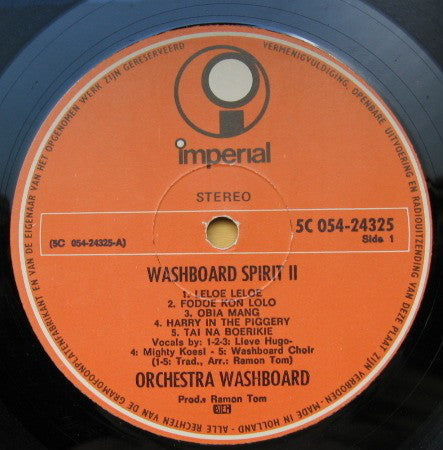 imperial
STEREO
(5C 054-24325-A)
5C 054-24325
Side 1
WASHBOARD SPIRIT II
1. LELOE LELOE
2. FODOE KON LOLO
3. OBIA MANG
4. HARRY IN THE PIGGERY
5. TAI NA BOERIKIE
Vocals by: 1-2-3: Lieve Hugo-
4: Mighty Koesi - 5: Washboard Choir
(1-5: Trad., Arr.: Ramon Tom)
ORCHESTRA WASHBOARD
Prod.: Ramon Tom
STEMRA
- ALLE RECHTEN VAN DE GRAMOFOONPLATENFABRIKANT EN VAN DE EIGENAAR VAN HET OPGENOMEN WERK ZIJN GERESERVEERD
VERMENIGVULDIGING, OPENBARE UITVOERING EN RADIOUITZENDING VAN DEZE PLAAT ZIJN VERBODEN - MADE IN HOLLAND